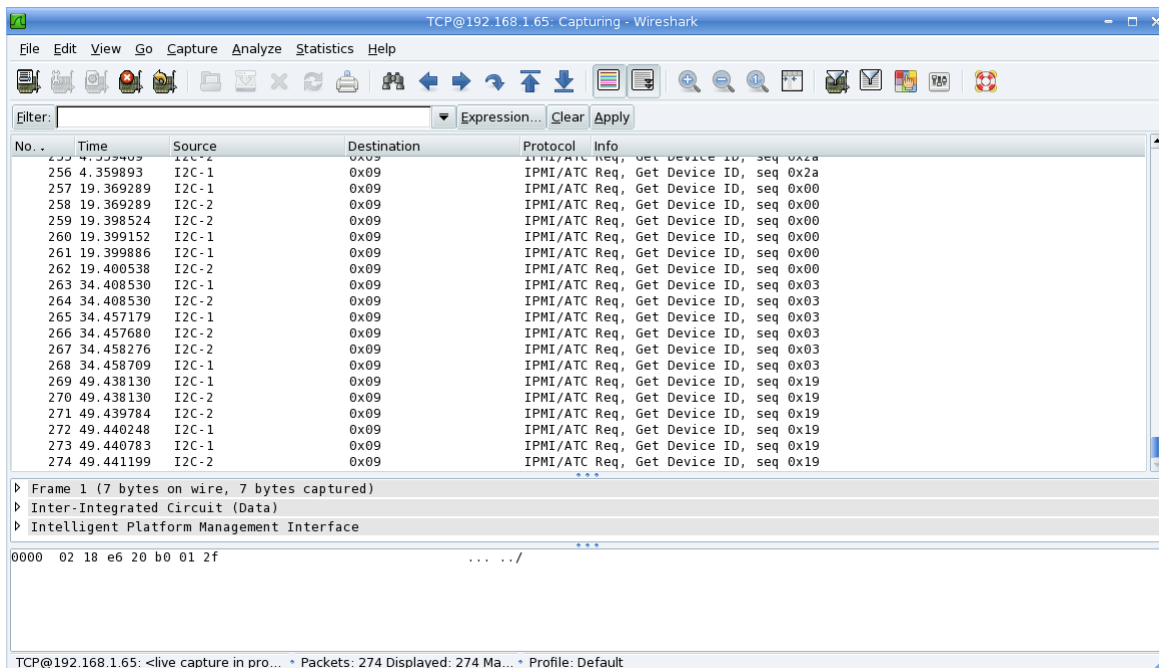 TCP@192.168.1.65: Capturing - Wireshark
File Edit View Go Capture Analyze Statistics Help
Filter: Expression... Clear Apply
No. . Time Source Destination Protocol Info
255 4.359469 I2C-2 0x09 IPMI/ATC Req, Get Device ID, seq 0x2a
256 4.359893 I2C-1 0x09 IPMI/ATC Req, Get Device ID, seq 0x2a
257 19.369289 I2C-1 0x09 IPMI/ATC Req, Get Device ID, seq 0x00
258 19.369289 I2C-2 0x09 IPMI/ATC Req, Get Device ID, seq 0x00
259 19.398524 I2C-2 0x09 IPMI/ATC Req, Get Device ID, seq 0x00
260 19.399152 I2C-1 0x09 IPMI/ATC Req, Get Device ID, seq 0x00
261 19.399886 I2C-1 0x09 IPMI/ATC Req, Get Device ID, seq 0x00
262 19.400538 I2C-2 0x09 IPMI/ATC Req, Get Device ID, seq 0x00
263 34.408530 I2C-1 0x09 IPMI/ATC Req, Get Device ID, seq 0x03
264 34.408530 I2C-2 0x09 IPMI/ATC Req, Get Device ID, seq 0x03
265 34.457179 I2C-1 0x09 IPMI/ATC Req, Get Device ID, seq 0x03
266 34.457680 I2C-2 0x09 IPMI/ATC Req, Get Device ID, seq 0x03
267 34.458276 I2C-2 0x09 IPMI/ATC Req, Get Device ID, seq 0x03
268 34.458709 I2C-1 0x09 IPMI/ATC Req, Get Device ID, seq 0x03
269 49.438130 I2C-1 0x09 IPMI/ATC Req, Get Device ID, seq 0x19
270 49.438130 I2C-2 0x09 IPMI/ATC Req, Get Device ID, seq 0x19
271 49.439784 I2C-2 0x09 IPMI/ATC Req, Get Device ID, seq 0x19
272 49.440248 I2C-1 0x09 IPMI/ATC Req, Get Device ID, seq 0x19
273 49.440783 I2C-1 0x09 IPMI/ATC Req, Get Device ID, seq 0x19
274 49.441199 I2C-2 0x09 IPMI/ATC Req, Get Device ID, seq 0x19
Frame 1 (7 bytes on wire, 7 bytes captured)
Inter-Integrated Circuit (Data)
Intelligent Platform Management Interface
0000 02 18 e6 20 b0 01 2f ... ../
TCP@192.168.1.65: <live capture in pro... Packets: 274 Displayed: 274 Ma... Profile: Default